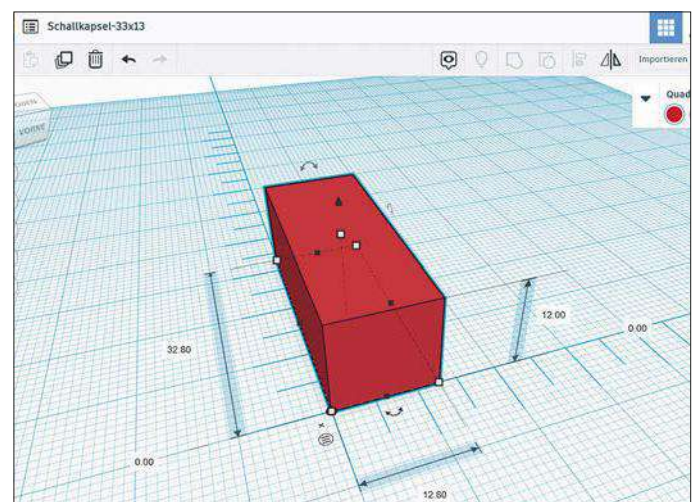 Schallkapsel-33x13
Importieren
Quad
VORNE
12.00
0.00
32.80
0.00
12.80